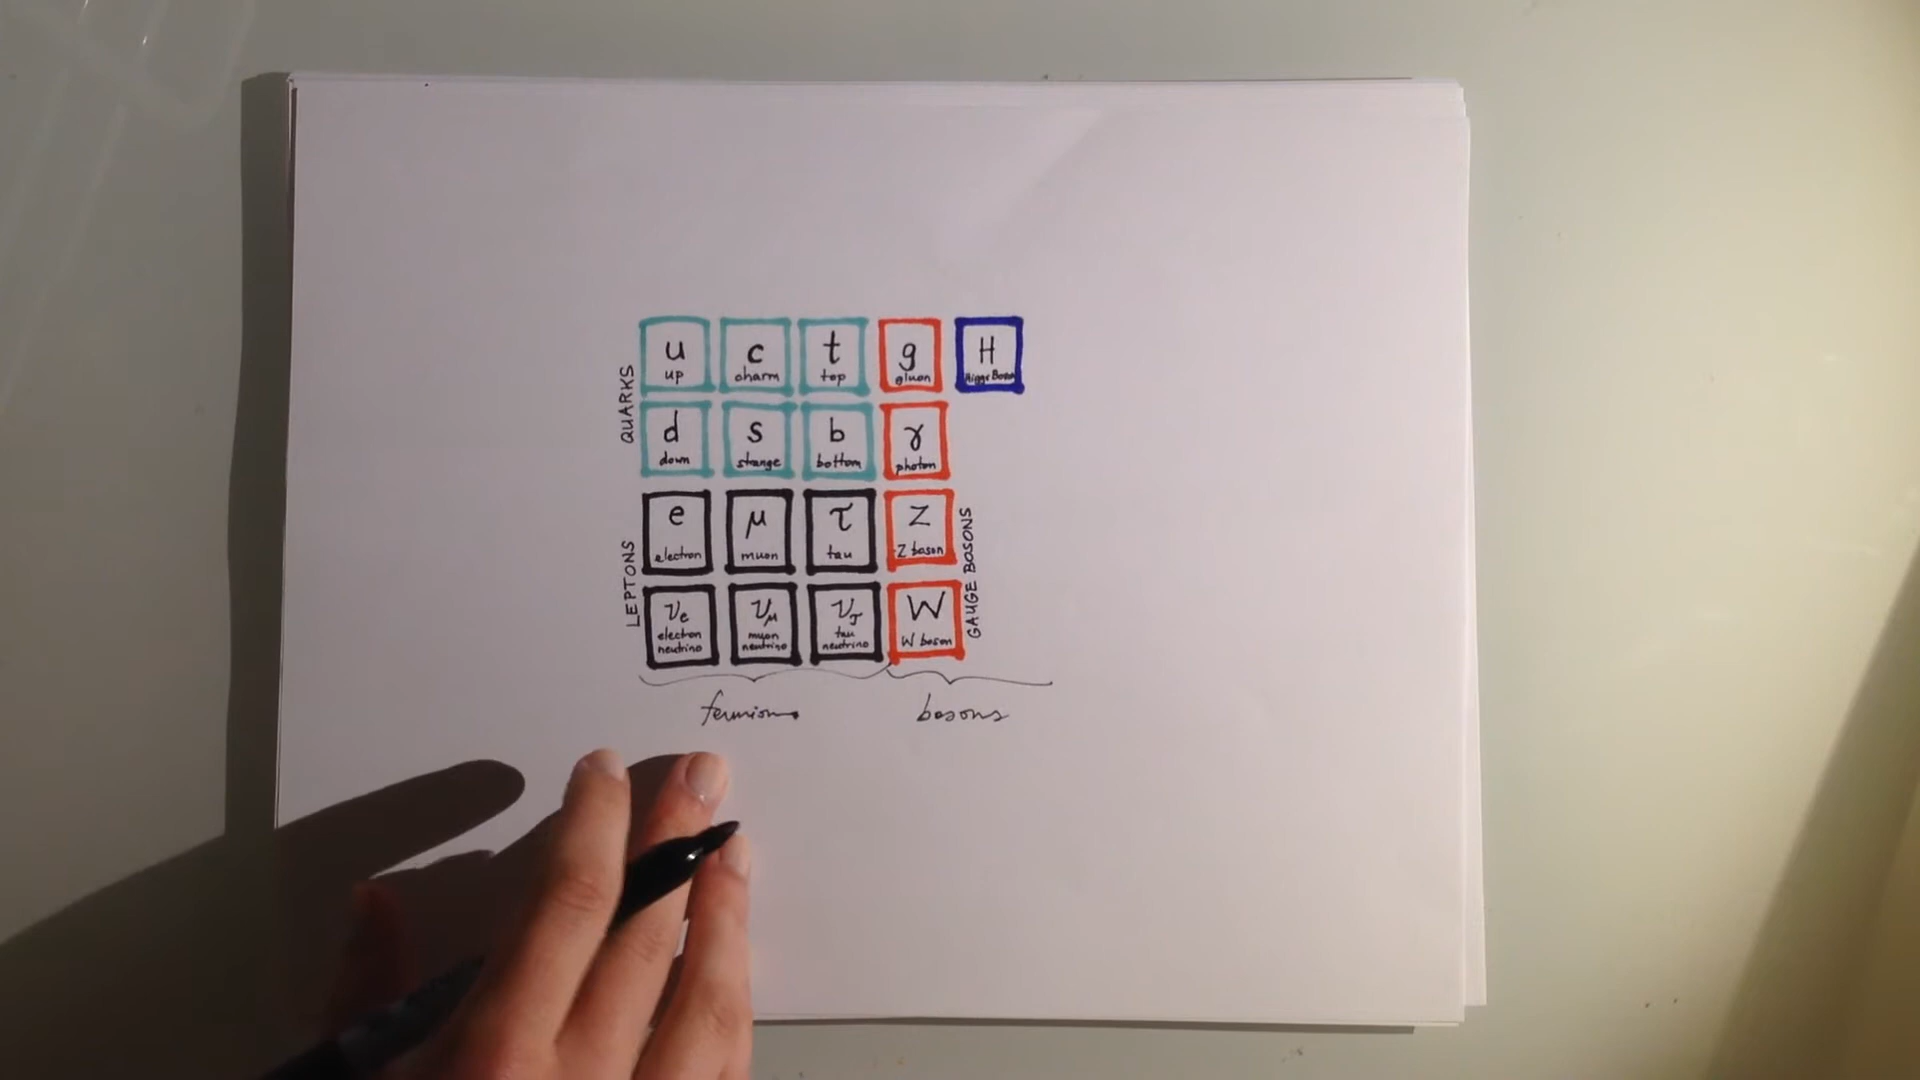 QUARKS
u
up
c
charm
t
top
g
gluon
H
Higgs Boson
d
down
s
strange
b
bottom
γ
photon
LEPTONS
e
electron
μ
muon
τ
tau
Z
Z boson
GAUGE BOSONS
νe
electron
neutrino
νμ
muon
neutrino
ντ
tau
neutrino
W
W boson
fermions
bosons